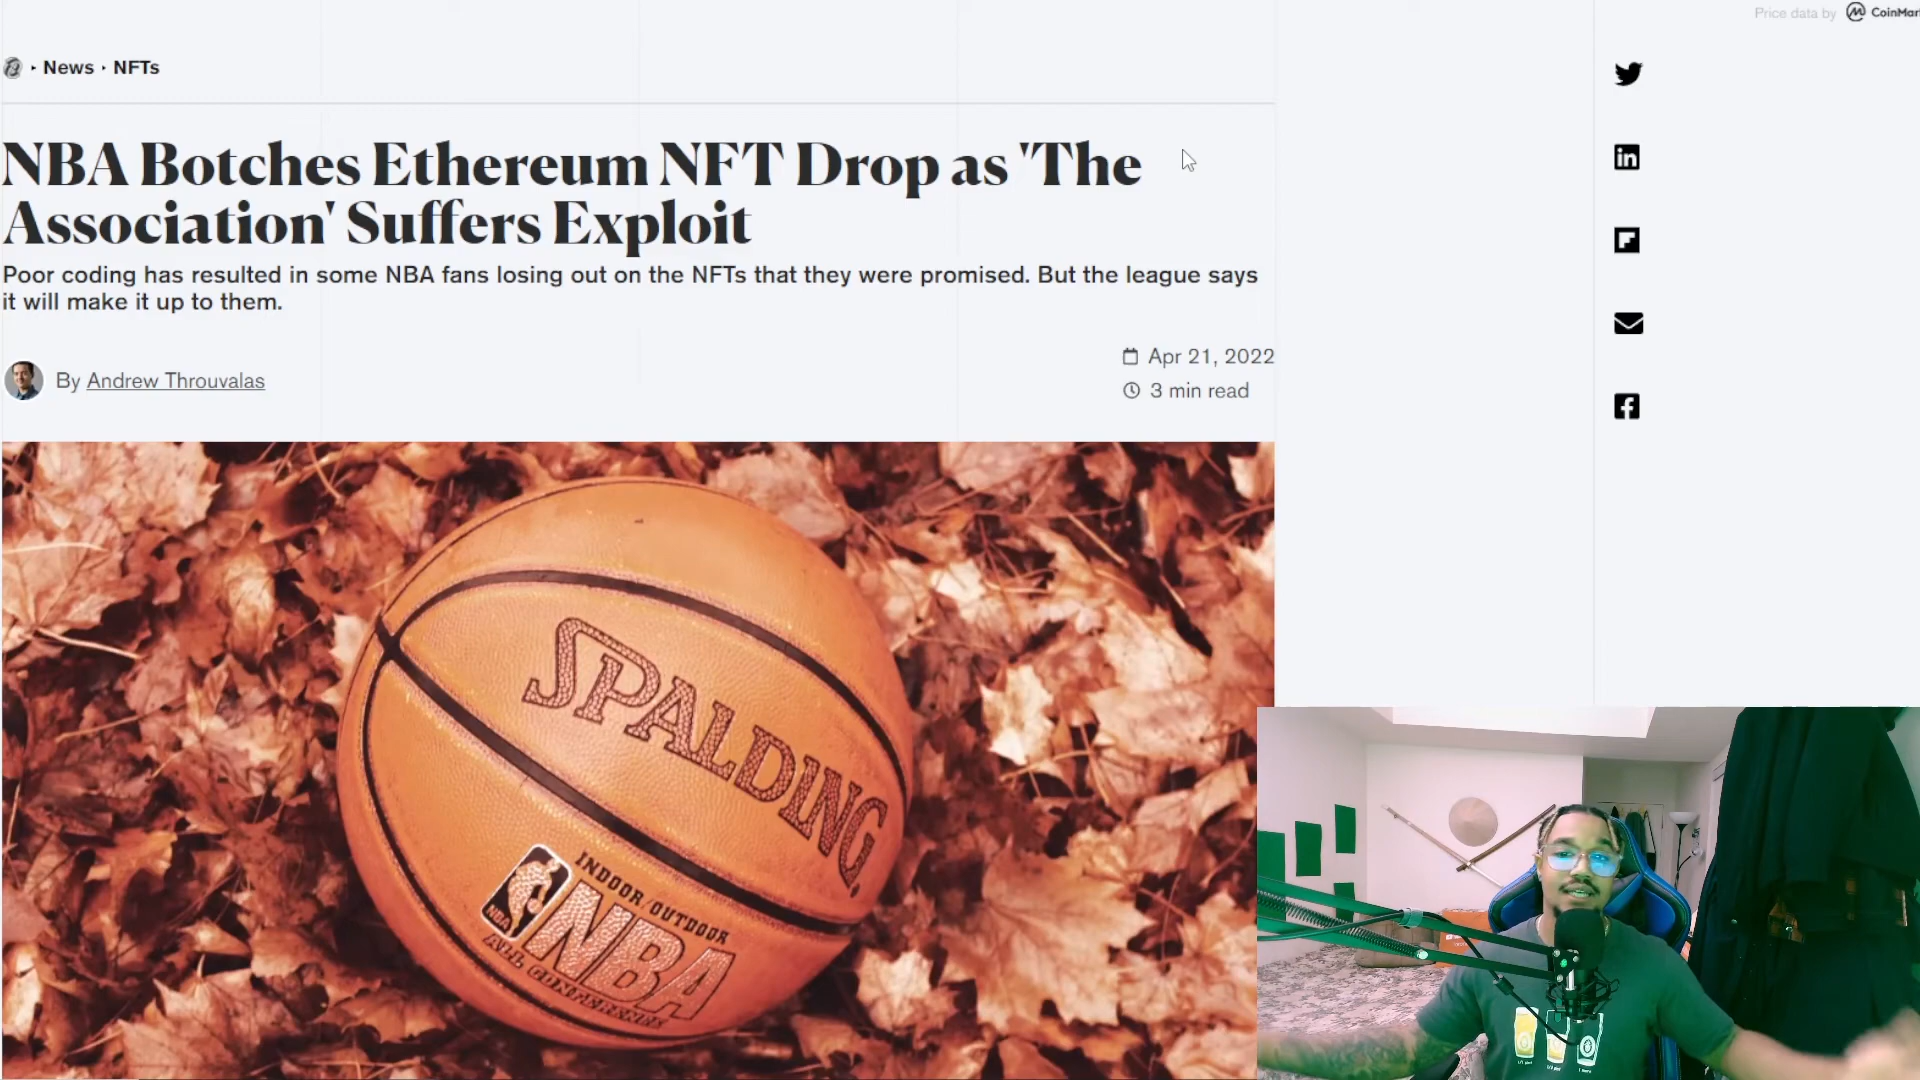 Price data by CoinMar
News · NFTs
NBA Botches Ethereum NFT Drop as 'The
Association' Suffers Exploit
Poor coding has resulted in some NBA fans losing out on the NFTs that they were promised. But the league says
it will make it up to them.
By Andrew Throuvalas
Apr 21, 2022
3 min read
SPALDING
INDOOR/OUTDOOR
NBA
NBA
ALL CONFERENCE